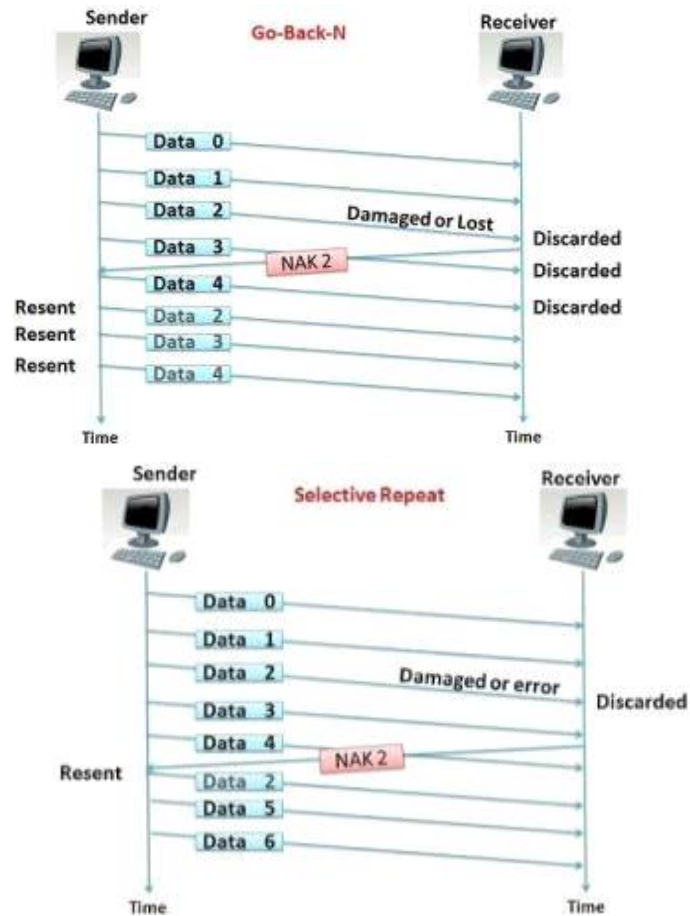 Sender
Receiver
Go-Back-N
Data 0
Data 1
Data 2
Damaged or Lost
Discarded
Data 3
NAK 2
Discarded
Data 4
Discarded
Resent
Data 2
Resent
Data 3
Resent
Data 4
Time
Time
Sender
Receiver
Selective Repeat
Data 0
Data 1
Data 2
Damaged or error
Discarded
Data 3
Data 4
NAK 2
Resent
Data 2
Data 5
Data 6
Time
Time